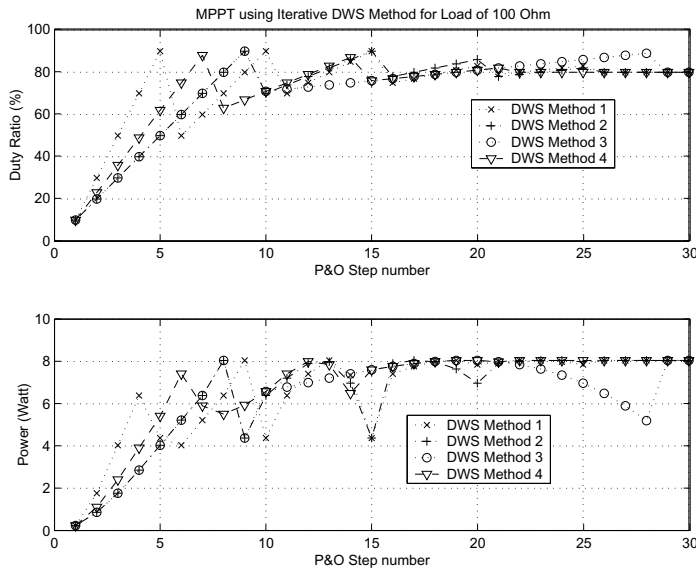 MPPT using Iterative DWS Method for Load of 100 Ohm
100
80
60
40
20
0
Duty Ratio (%)
DWS Method 1
DWS Method 2
DWS Method 3
DWS Method 4
0 5 10 15 20 25 30
P&O Step number
10
8
6
4
2
0
Power (Watt)
DWS Method 1
DWS Method 2
DWS Method 3
DWS Method 4
0 5 10 15 20 25 30
P&O Step number